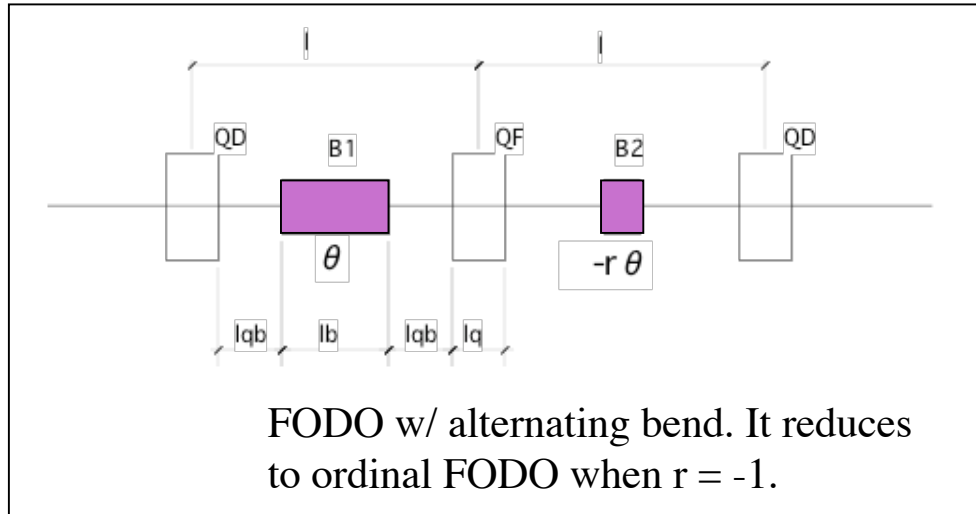 l l
QD B1 QF B2 QD
θ -r θ
lqb lb lqb lq
FODO w/ alternating bend. It reduces
to ordinal FODO when r = -1.